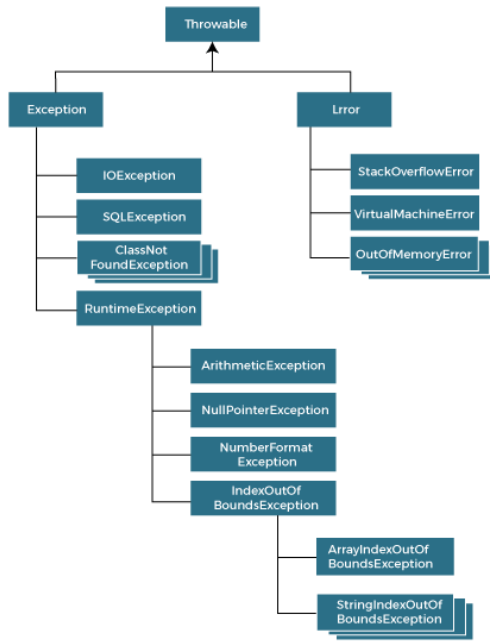 Throwable
Exception
Lrror
IOException
StackOverflowError
SQLException
VirtualMachineError
ClassNot
FoundException
OutOfMemoryError
RuntimeException
ArithmeticException
NullPointerException
NumberFormat
Exception
IndexOutOf
BoundsException
ArrayIndexOutOf
BoundsException
StringIndexOutOf
BoundsException